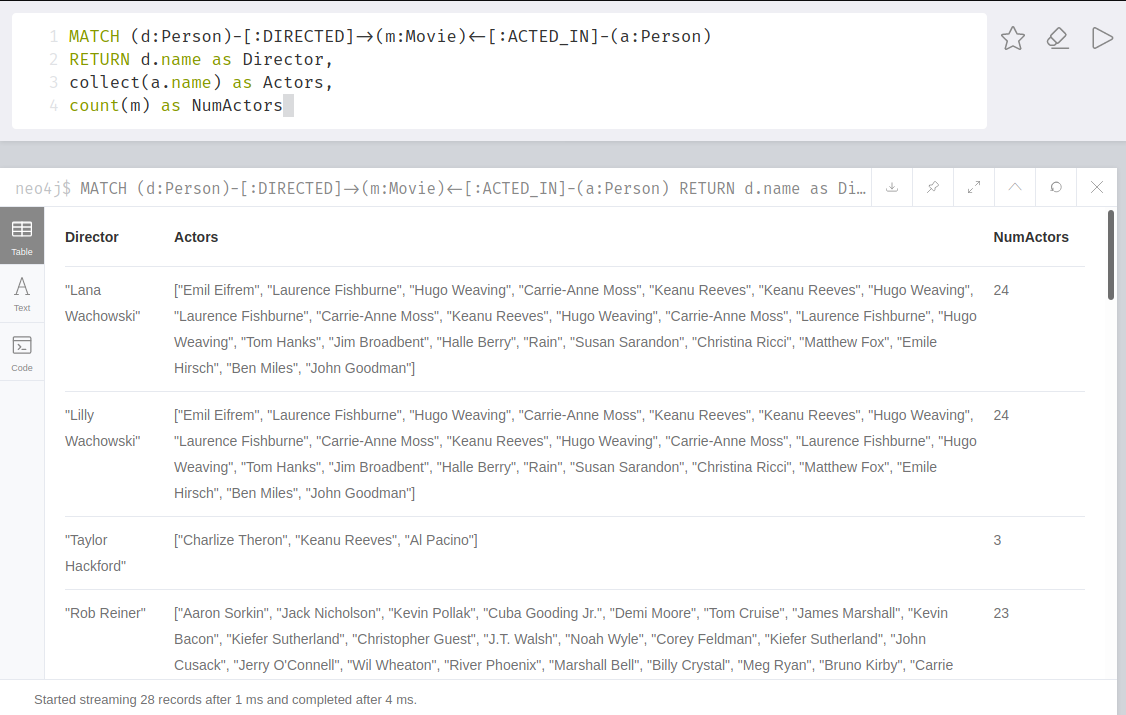 1 MATCH (d:Person)-[:DIRECTED]→(m:Movie)←[:ACTED_IN]-(a:Person)
2 RETURN d.name as Director,
3 collect(a.name) as Actors,
4 count(m) as NumActors
neo4j$ MATCH (d:Person)-[:DIRECTED]→(m:Movie)←[:ACTED_IN]-(a:Person) RETURN d.name as Di…
Table
Text
Code
Director Actors NumActors
"Lana ["Emil Eifrem", "Laurence Fishburne", "Hugo Weaving", "Carrie-Anne Moss", "Keanu Reeves", "Keanu Reeves", "Hugo Weaving", 24
Wachowski" "Laurence Fishburne", "Carrie-Anne Moss", "Keanu Reeves", "Hugo Weaving", "Carrie-Anne Moss", "Laurence Fishburne", "Hugo
Weaving", "Tom Hanks", "Jim Broadbent", "Halle Berry", "Rain", "Susan Sarandon", "Christina Ricci", "Matthew Fox", "Emile
Hirsch", "Ben Miles", "John Goodman"]
"Lilly ["Emil Eifrem", "Laurence Fishburne", "Hugo Weaving", "Carrie-Anne Moss", "Keanu Reeves", "Keanu Reeves", "Hugo Weaving", 24
Wachowski" "Laurence Fishburne", "Carrie-Anne Moss", "Keanu Reeves", "Hugo Weaving", "Carrie-Anne Moss", "Laurence Fishburne", "Hugo
Weaving", "Tom Hanks", "Jim Broadbent", "Halle Berry", "Rain", "Susan Sarandon", "Christina Ricci", "Matthew Fox", "Emile
Hirsch", "Ben Miles", "John Goodman"]
"Taylor ["Charlize Theron", "Keanu Reeves", "Al Pacino"] 3
Hackford"
"Rob Reiner" ["Aaron Sorkin", "Jack Nicholson", "Kevin Pollak", "Cuba Gooding Jr.", "Demi Moore", "Tom Cruise", "James Marshall", "Kevin 23
Bacon", "Kiefer Sutherland", "Christopher Guest", "J.T. Walsh", "Noah Wyle", "Corey Feldman", "Kiefer Sutherland", "John
Cusack", "Jerry O'Connell", "Wil Wheaton", "River Phoenix", "Marshall Bell", "Billy Crystal", "Meg Ryan", "Bruno Kirby", "Carrie
Started streaming 28 records after 1 ms and completed after 4 ms.